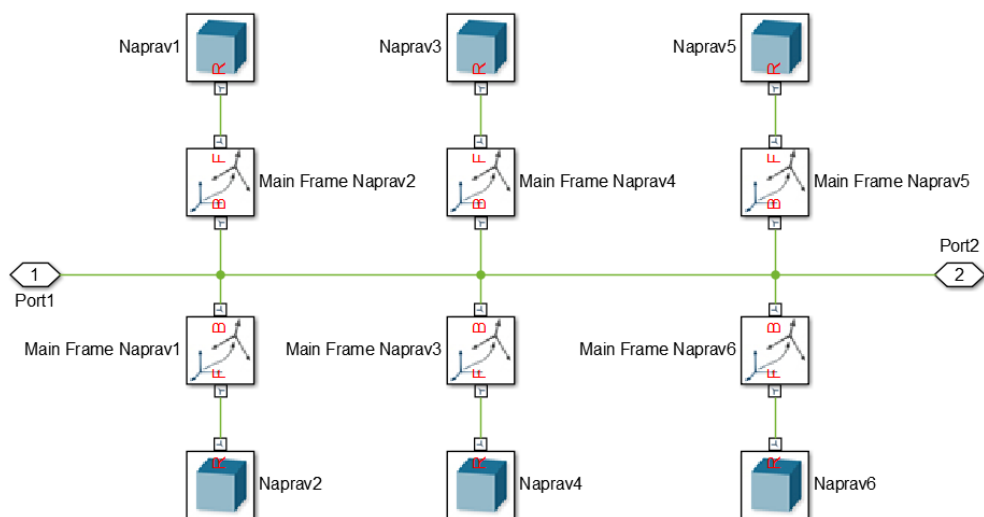 Naprav1
R
Naprav3
R
Naprav5
R
F
B
Main Frame Naprav2
F
B
Main Frame Naprav4
F
B
Main Frame Naprav5
1
Port1
Port2
2
Main Frame Naprav1
B
F
Main Frame Naprav3
B
F
Main Frame Naprav6
B
F
R
Naprav2
R
Naprav4
R
Naprav6